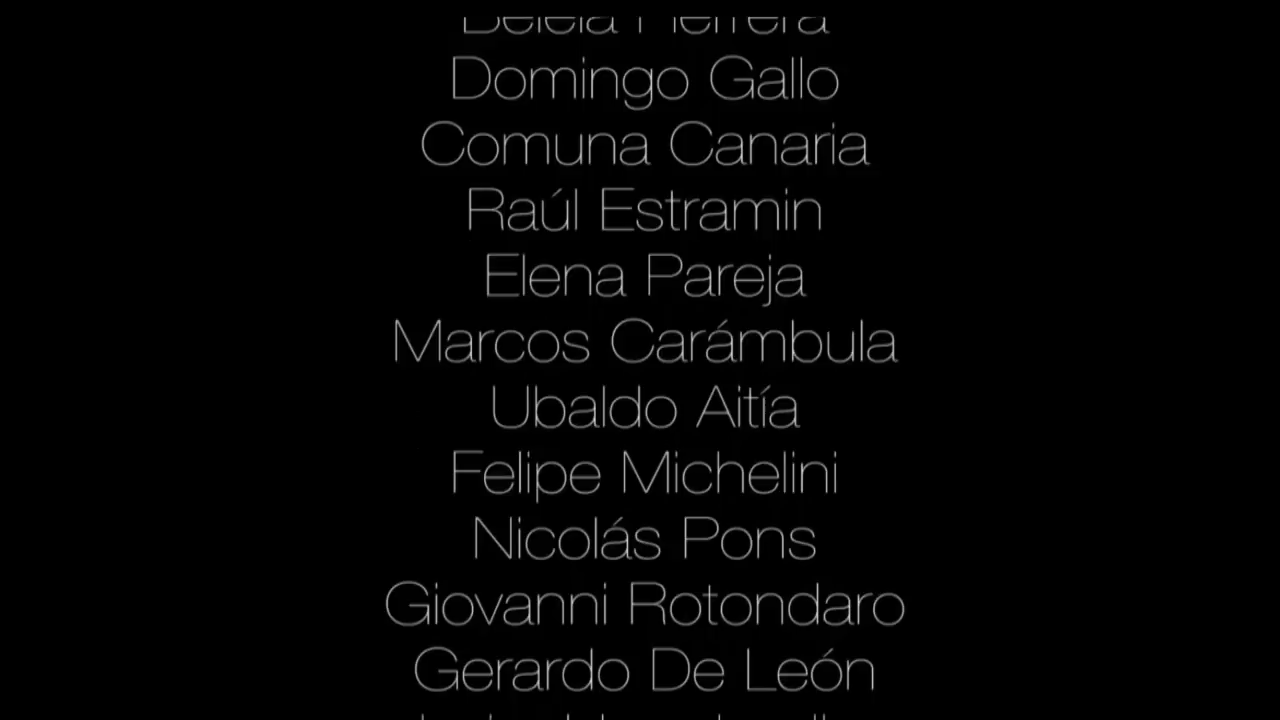 Domingo Gallo
Comuna Canaria
Raúl Estramin
Elena Pareja
Marcos Carámbula
Ubaldo Aitía
Felipe Michelini
Nicolás Pons
Giovanni Rotondaro
Gerardo De León